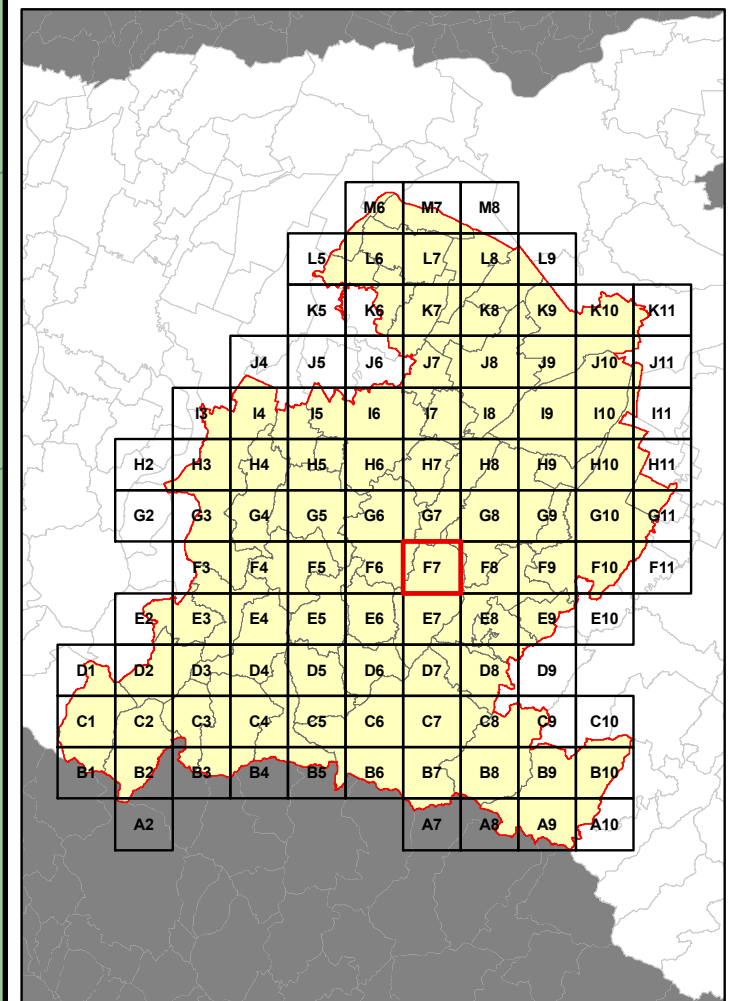 M6 M7 M8
L5 L6 L7 L8 L9
K5 K6 K7 K8 K9 K10 K11
J4 J5 J6 J7 J8 J9 J10 J11
I3 I4 I5 I6 I7 I8 I9 I10 I11
H2 H3 H4 H5 H6 H7 H8 H9 H10 H11
G2 G3 G4 G5 G6 G7 G8 G9 G10 G11
F3 F4 F5 F6 F7 F8 F9 F10 F11
E2 E3 E4 E5 E6 E7 E8 E9 E10
D1 D2 D3 D4 D5 D6 D7 D8 D9
C1 C2 C3 C4 C5 C6 C7 C8 C9 C10
B1 B2 B3 B4 B5 B6 B7 B8 B9 B10
A2 A7 A8 A9 A10